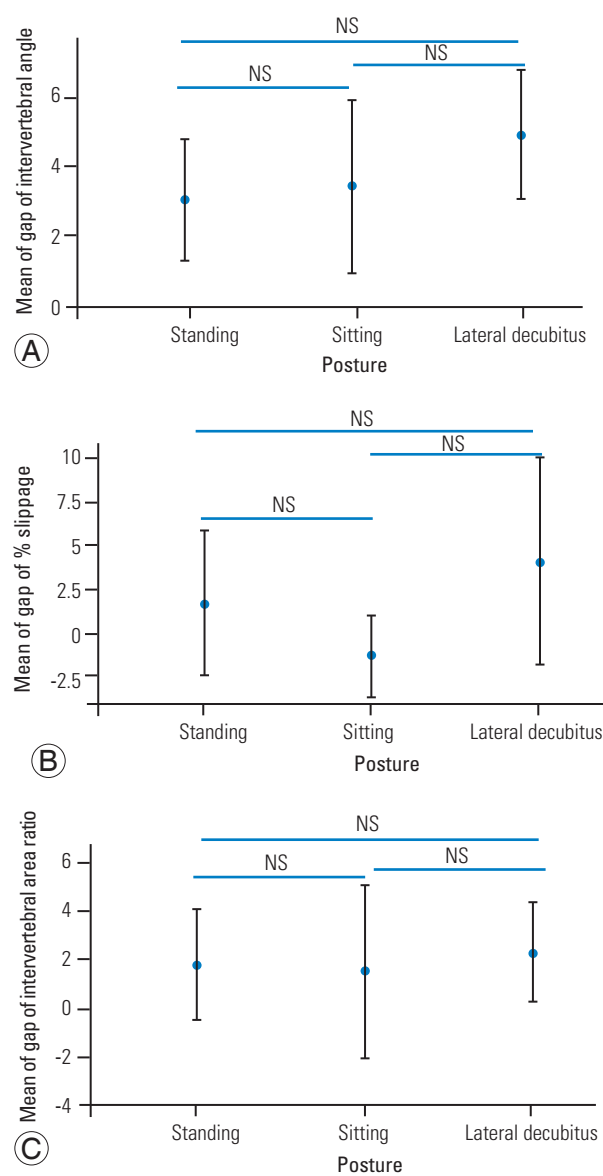 NS
NS
NS
Mean of gap of intervertebral angle
6
4
2
0
Standing
Sitting
Lateral decubitus
Posture
A
NS
NS
NS
Mean of gap of % slippage
10
7.5
5
2.5
0
-2.5
Standing
Sitting
Lateral decubitus
Posture
B
NS
NS
NS
Mean of gap of intervertebral area ratio
6
4
2
0
-2
-4
Standing
Sitting
Lateral decubitus
Posture
C